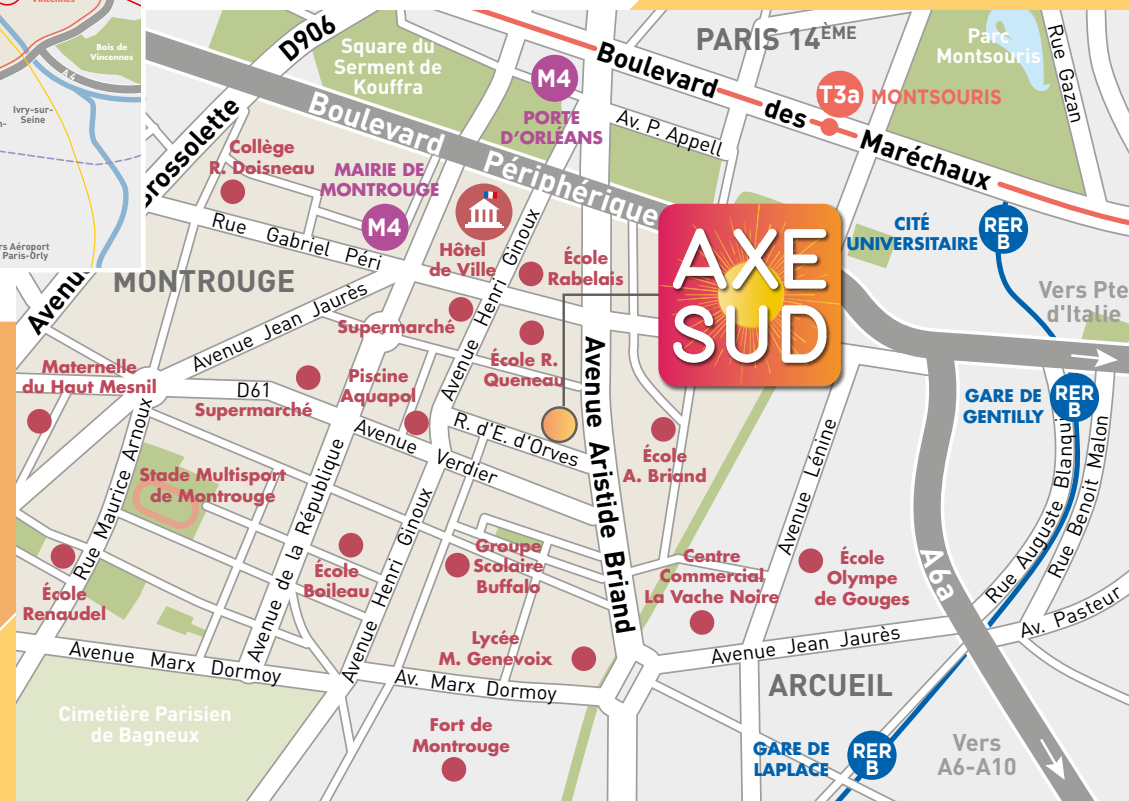 Vincennes
Bois de
Vincennes
A4
Ivry-sur-
Seine
rs Aéroport
Paris-Orly
D906
Square du
Serment de
Kouffra
M4
PORTE
D'ORLÉANS
PARIS 14ÈME
Parc
Montsouris
Rue Gazan
Boulevard des Maréchaux
T3a MONTSOURIS
Av. P. Appell
Boulevard Périphérique
Avenue
Brossolette
Collège
R. Doisneau
MAIRIE DE
MONTROUGE
M4
Hôtel
de Ville
Rue Gabriel Péri
MONTROUGE
Avenue Jean Jaurès
Avenue Henri Ginoux
École
Rabelais
AXE
SUD
CITÉ
UNIVERSITAIRE
RER
B
Vers Pte
d'Italie
Supermarché
École R.
Queneau
Maternelle
du Haut Mesnil
D61
Supermarché
Piscine
Aquapol
Avenue Verdier
R. d'E. d'Orves
Avenue Aristide Briand
École
A. Briand
Avenue Lénine
GARE DE
GENTILLY
RER
B
Rue Maurice Arnoux
Stade Multisport
de Montrouge
Avenue de la République
Avenue Henri Ginoux
École
Renaudel
École
Boileau
Groupe
Scolaire
Buffalo
Centre
Commercial
La Vache Noire
École
Olympe
de Gouges
A6a
Rue Auguste
Rue Benoit Malon
Av. Pasteur
Lycée
M. Genevoix
Avenue Jean Jaurès
Avenue Marx Dormoy
Av. Marx Dormoy
ARCUEIL
Cimetière Parisien
de Bagneux
Fort de
Montrouge
GARE DE
LAPLACE
RER
B
Vers
A6-A10